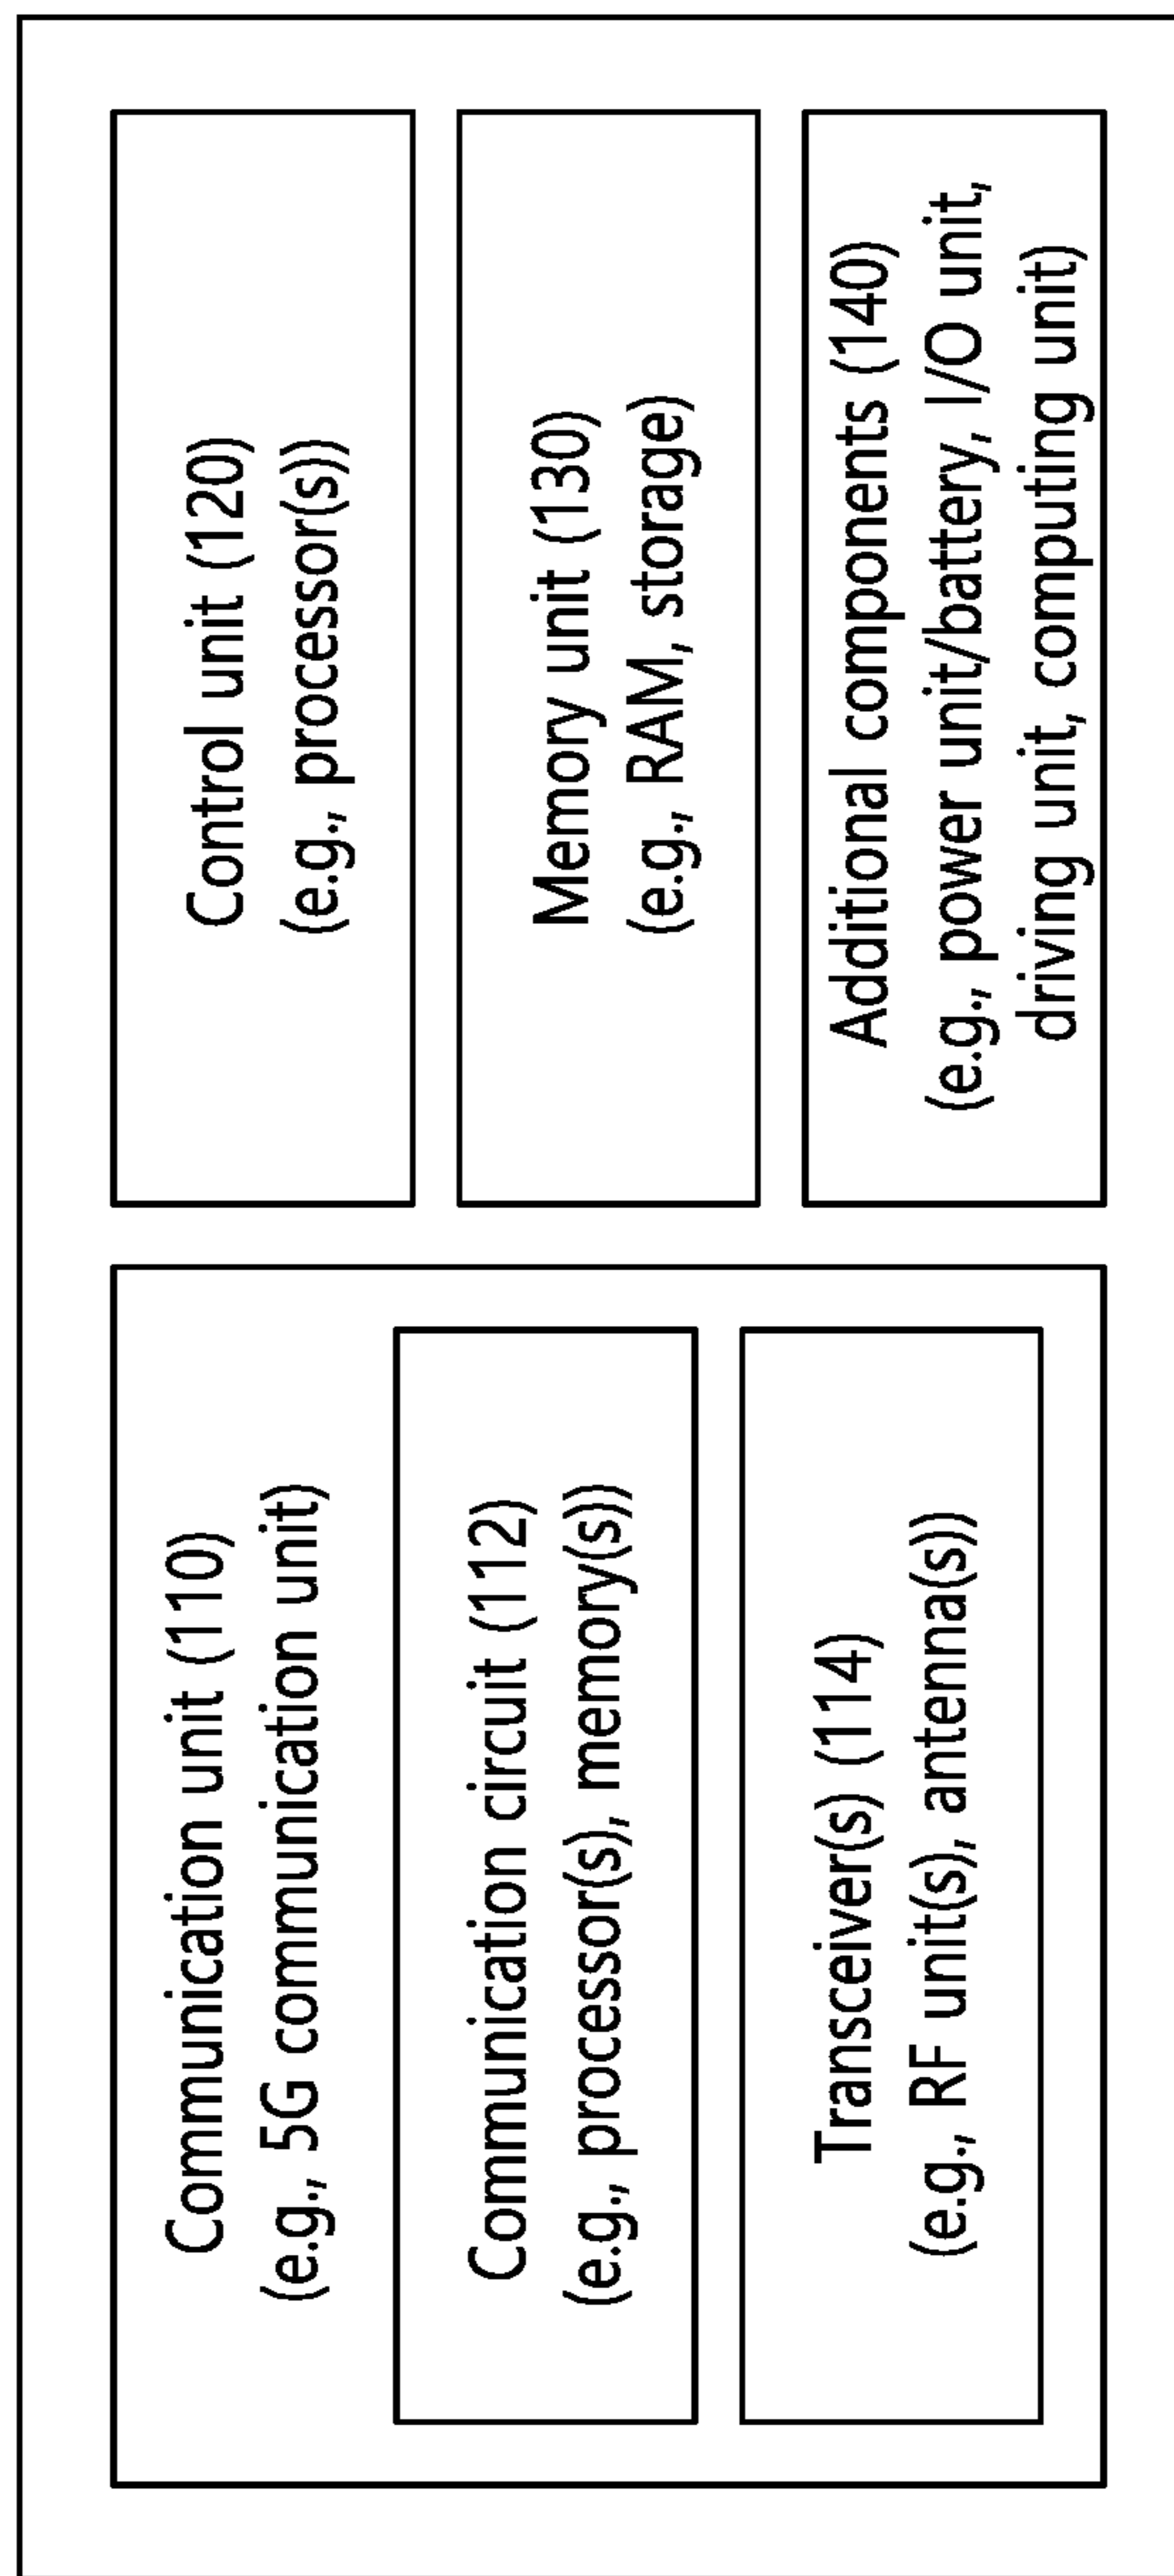 Communication unit (110)
(e.g., 5G communication unit)
Communication circuit (112)
(e.g., processor(s), memory(s))
Transceiver(s) (114)
(e.g., RF unit(s), antenna(s))
Control unit (120)
(e.g., processor(s))
Memory unit (130)
(e.g., RAM, storage)
Additional components (140)
(e.g., power unit/battery, I/O unit,
driving unit, computing unit)